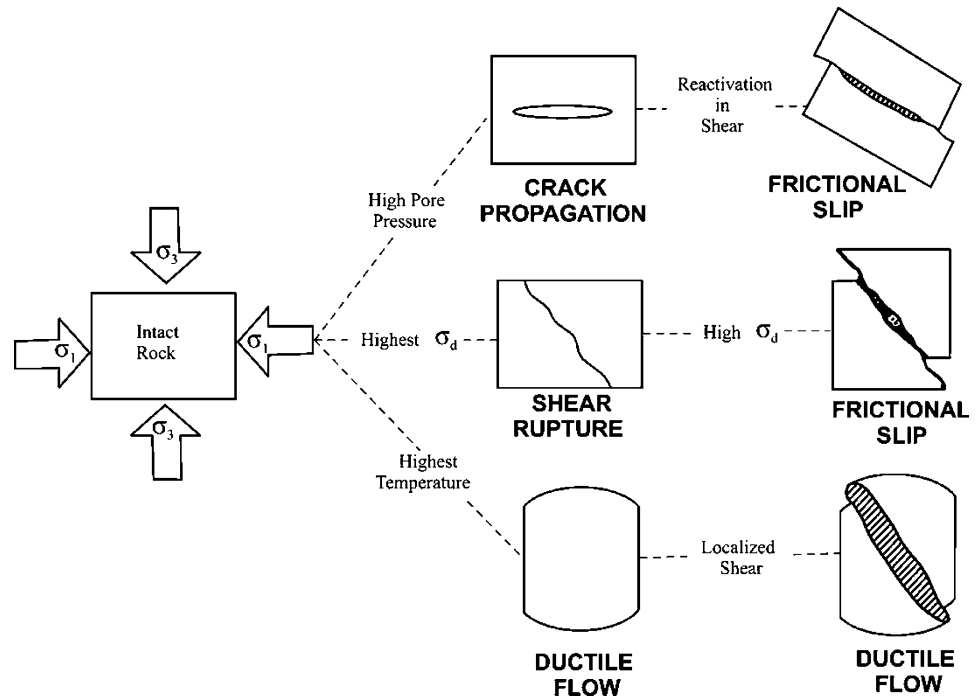 Reactivation
in
Shear
CRACK
PROPAGATION
FRICTIONAL
SLIP
High Pore
Pressure
σ3
Intact
Rock
σ1
σ1
σ3
Highest σd
High σd
SHEAR
RUPTURE
FRICTIONAL
SLIP
Highest
Temperature
Localized
Shear
DUCTILE
FLOW
DUCTILE
FLOW